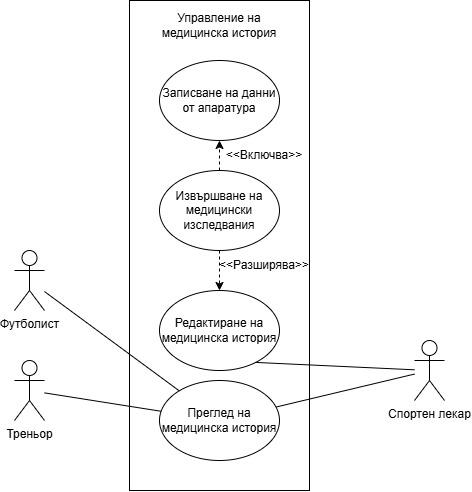 Управление на
медицинска история
Записване на данни
от апаратура
<<Включва>>
Извършване на
медицински
изследвания
<<Разширява>>
Редактиране на
медицинска история
Футболист
Преглед на
медицинска история
Треньор
Спортен лекар